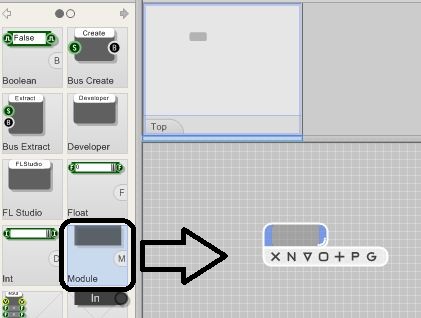 False
B
Boolean
Create
S B
Bus Create
Extract
S
B
Bus Extract
Developer
Developer
FLStudio
FL Studio
F 0 F
F
Float
I I
D
Int
M
Module
In
Top
X N ∇ O + P G